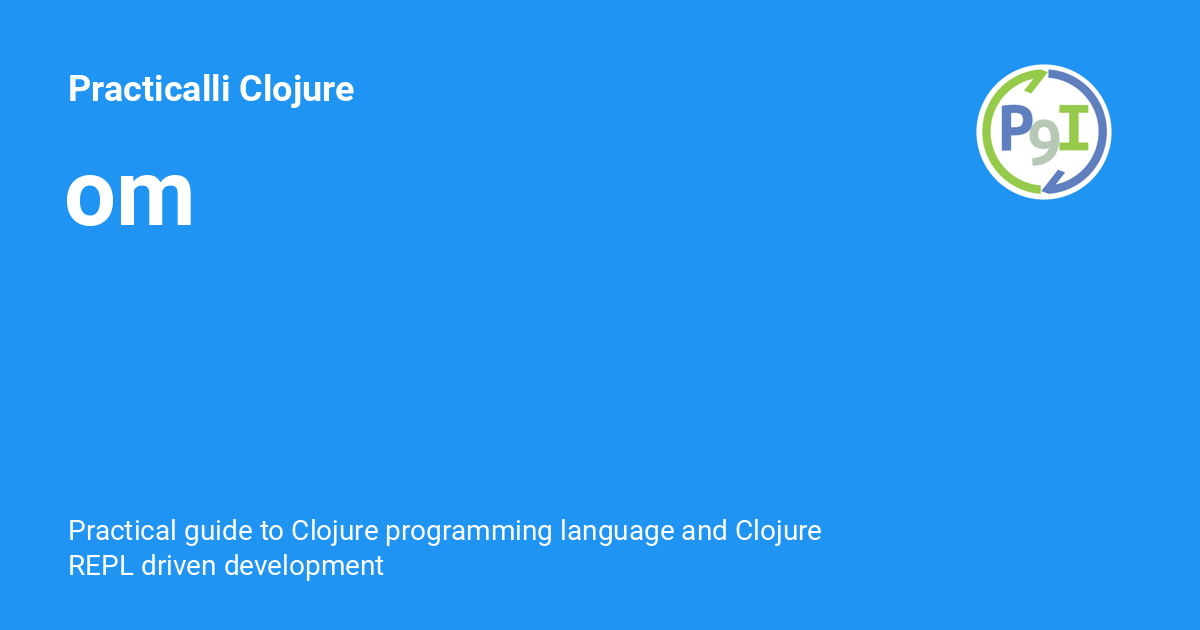 Practicalli Clojure
om
P9I
Practical guide to Clojure programming language and Clojure
REPL driven development